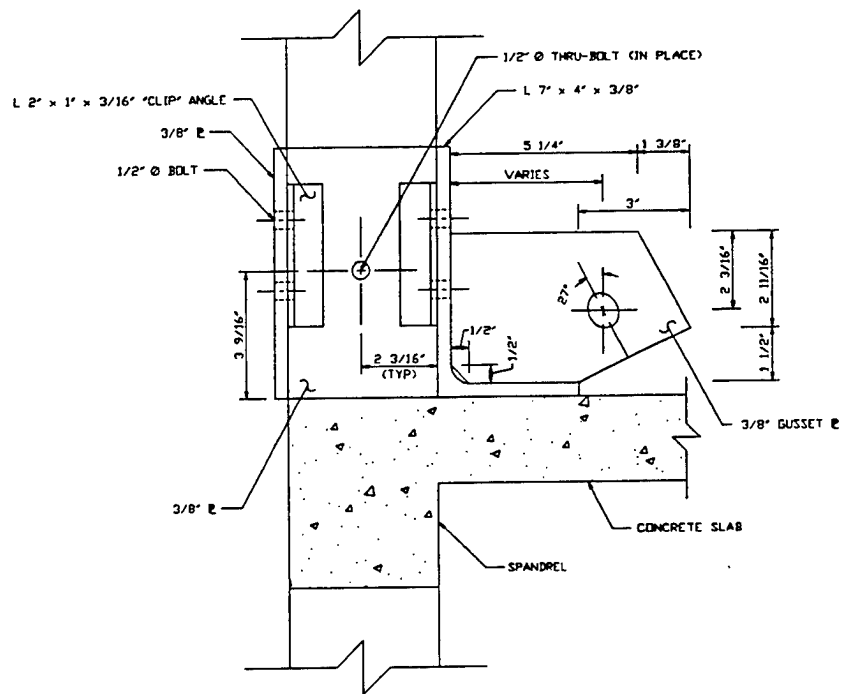 1/2" Ø THRU-BOLT (IN PLACE)
L 2" x 1" x 3/16" "CLIP" ANGLE
L 7" x 4" x 3/8"
3/8" ⅊
5 1/4"
1 3/8"
1/2" Ø BOLT
VARIES
3"
2 3/16"
2 11/16"
27°
3 9/16"
1/2"
1/2"
2 3/16"
(TYP)
1 1/2"
3/8" GUSSET ⅊
3/8" ⅊
CONCRETE SLAB
SPANDREL